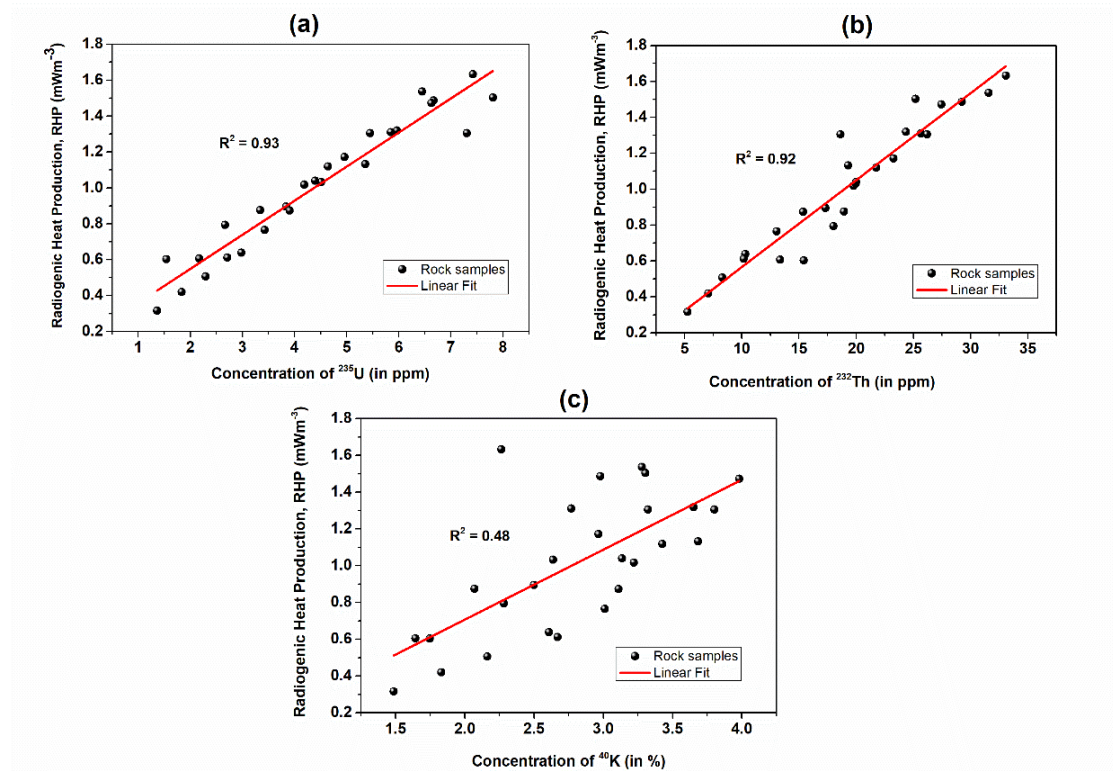 (a)
Radiogenic Heat Production, RHP (mWm⁻³)
1.8
1.6
1.4
1.2
1.0
0.8
0.6
0.4
0.2
R² = 0.93
Rock samples
Linear Fit
1 2 3 4 5 6 7 8
Concentration of ²³⁵U (in ppm)
(b)
Radiogenic Heat Production, RHP (mWm⁻³)
1.8
1.6
1.4
1.2
1.0
0.8
0.6
0.4
0.2
R² = 0.92
Rock samples
Linear Fit
5 10 15 20 25 30 35
Concentration of ²³²Th (in ppm)
(c)
Radiogenic Heat Production, RHP (mWm⁻³)
1.8
1.6
1.4
1.2
1.0
0.8
0.6
0.4
0.2
R² = 0.48
Rock samples
Linear Fit
1.5 2.0 2.5 3.0 3.5 4.0
Concentration of ⁴⁰K (in %)